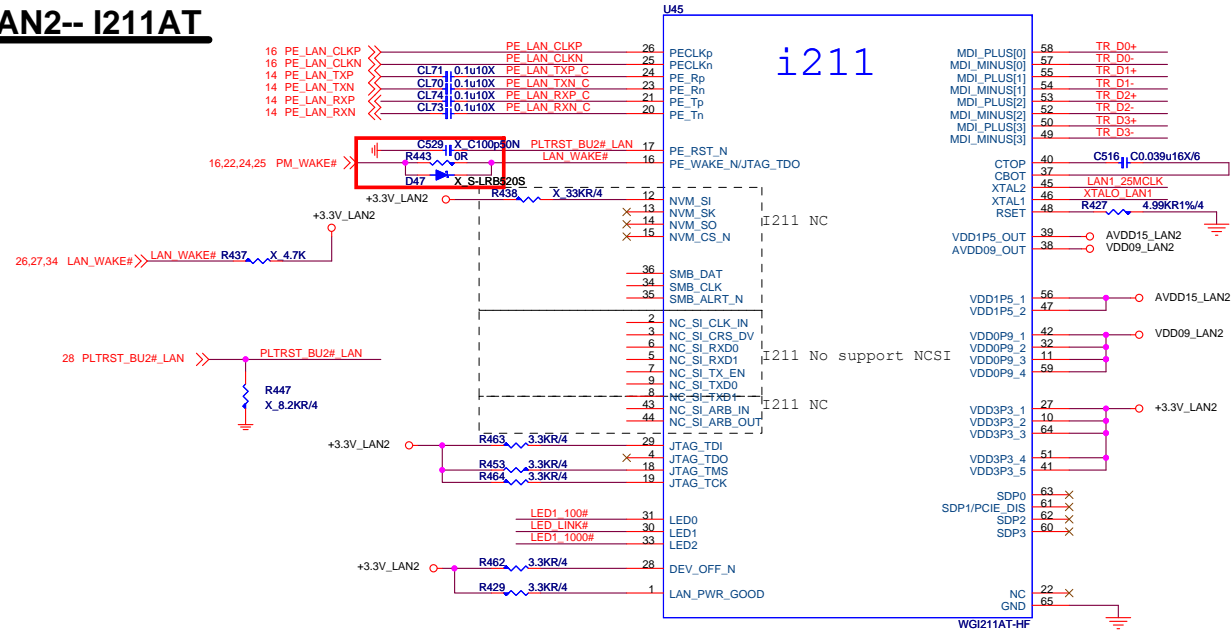 AN2-- I211AT
U45
i211
16 PE_LAN_CLKP PE_LAN_CLKP 26 PECLKp
16 PE_LAN_CLKN PE_LAN_CLKN 25 PECLKn
14 PE_LAN_TXP CL71 0.1u10X PE_LAN_TXP_C 24 PE_Rp
14 PE_LAN_TXN CL70 0.1u10X PE_LAN_TXN_C 23 PE_Rn
14 PE_LAN_RXP CL74 0.1u10X PE_LAN_RXP_C 21 PE_Tp
14 PE_LAN_RXN CL73 0.1u10X PE_LAN_RXN_C 20 PE_Tn
C529 X_C100p50N PLTRST_BU2#_LAN 17 PE_RST_N
16,22,24,25 PM_WAKE# R443 0R LAN_WAKE# 16 PE_WAKE_N/JTAG_TDO
D47 X_S-LRB520S
+3.3V_LAN2 R438 X_33KR/4 12 NVM_SI
13 NVM_SK
14 NVM_SO
15 NVM_CS_N
I211 NC
+3.3V_LAN2
26,27,34 LAN_WAKE# LAN_WAKE# R437 X_4.7K
36 SMB_DAT
34 SMB_CLK
35 SMB_ALRT_N
2 NC_SI_CLK_IN
3 NC_SI_CRS_DV
6 NC_SI_RXD0
5 NC_SI_RXD1
7 NC_SI_TX_EN
9 NC_SI_TXD0
8 NC_SI_TXD1
43 NC_SI_ARB_IN
44 NC_SI_ARB_OUT
I211 No support NCSI
I211 NC
28 PLTRST_BU2#_LAN PLTRST_BU2#_LAN
R447
X_8.2KR/4
+3.3V_LAN2 R463 3.3KR/4 29 JTAG_TDI
4 JTAG_TDO
R453 3.3KR/4 18 JTAG_TMS
R464 3.3KR/4 19 JTAG_TCK
LED1_100# 31 LED0
LED_LINK# 30 LED1
LED1_1000# 33 LED2
+3.3V_LAN2 R462 3.3KR/4 28 DEV_OFF_N
R429 3.3KR/4 1 LAN_PWR_GOOD
MDI_PLUS[0] 58 TR_D0+
MDI_MINUS[0] 57 TR_D0-
MDI_PLUS[1] 55 TR_D1+
MDI_MINUS[1] 54 TR_D1-
MDI_PLUS[2] 53 TR_D2+
MDI_MINUS[2] 52 TR_D2-
MDI_PLUS[3] 50 TR_D3+
MDI_MINUS[3] 49 TR_D3-
CTOP 40 C516 C0.039u16X/6
CBOT 37
XTAL2 45 LAN1_25MCLK
XTAL1 46 XTALO_LAN1
RSET 48 R427 4.99KR1%/4
VDD1P5_OUT 39 AVDD15_LAN2
AVDD09_OUT 38 VDD09_LAN2
VDD1P5_1 56 AVDD15_LAN2
VDD1P5_2 47
VDD0P9_1 42 VDD09_LAN2
VDD0P9_2 32
VDD0P9_3 11
VDD0P9_4 59
VDD3P3_1 27 +3.3V_LAN2
VDD3P3_2 10
VDD3P3_3 64
VDD3P3_4 51
VDD3P3_5 41
SDP0 63
SDP1/PCIE_DIS 61
SDP2 62
SDP3 60
NC 22
GND 65
WGI211AT-HF